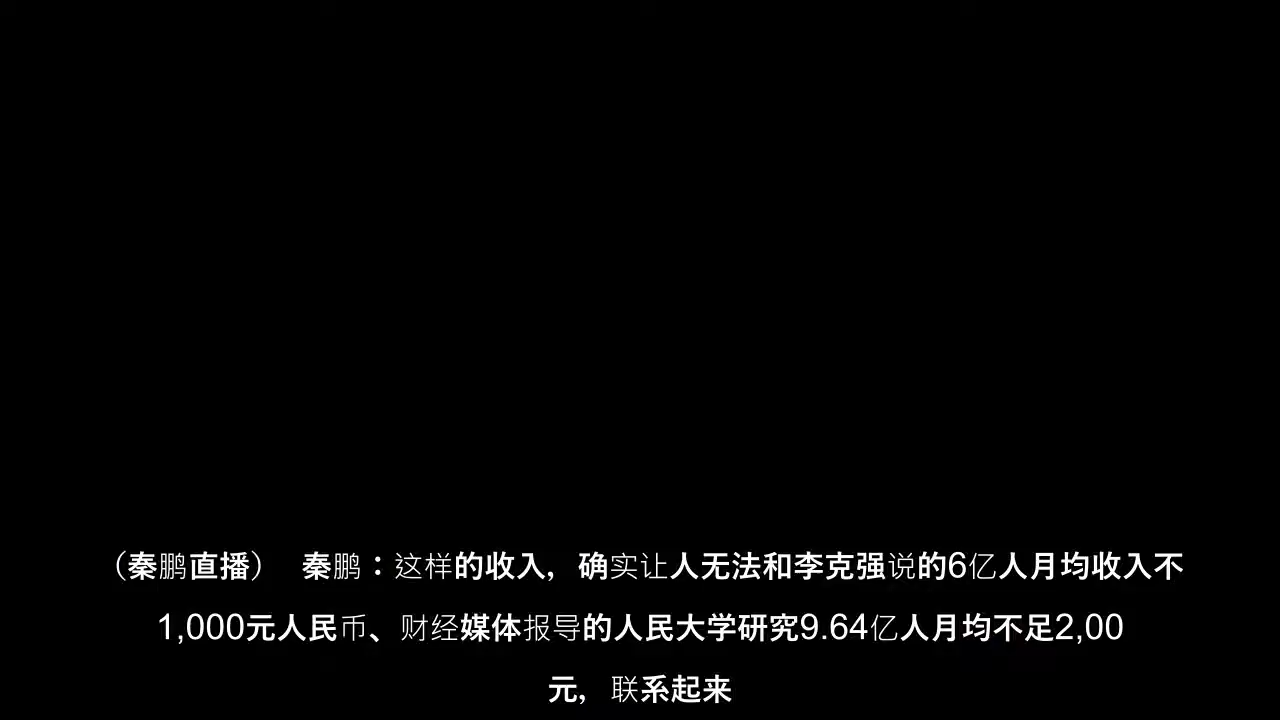 （秦鹏直播） 秦鹏：这样的收入，确实让人无法和李克强说的6亿人月均收入不
1,000元人民币、财经媒体报导的人民大学研究9.64亿人月均不足2,00
元，联系起来